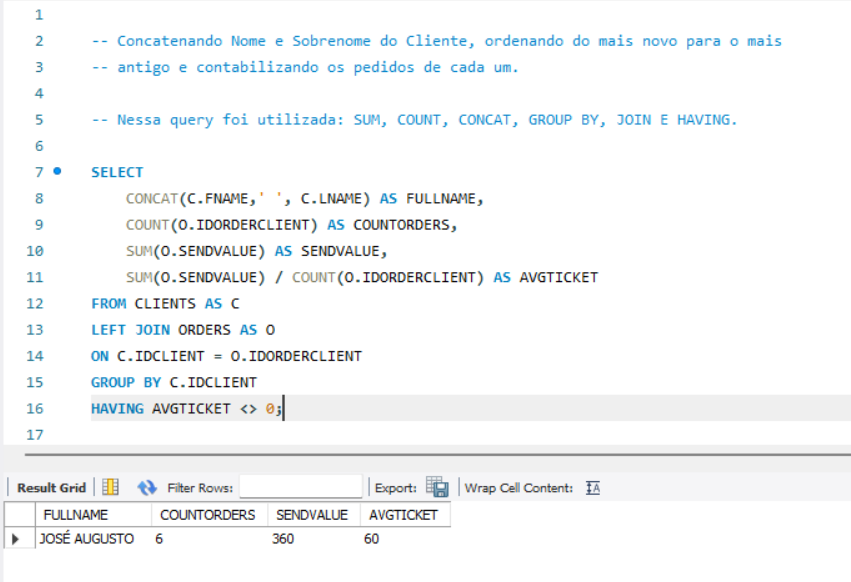 1
2 -- Concatenando Nome e Sobrenome do Cliente, ordenando do mais novo para o mais
3 -- antigo e contabilizando os pedidos de cada um.
4
5 -- Nessa query foi utilizada: SUM, COUNT, CONCAT, GROUP BY, JOIN E HAVING.
6
7 SELECT
8 CONCAT(C.FNAME,' ', C.LNAME) AS FULLNAME,
9 COUNT(O.IDORDERCLIENT) AS COUNTORDERS,
10 SUM(O.SENDVALUE) AS SENDVALUE,
11 SUM(O.SENDVALUE) / COUNT(O.IDORDERCLIENT) AS AVGTICKET
12 FROM CLIENTS AS C
13 LEFT JOIN ORDERS AS O
14 ON C.IDCLIENT = O.IDORDERCLIENT
15 GROUP BY C.IDCLIENT
16 HAVING AVGTICKET <> 0;
17
Result Grid Filter Rows: Export: Wrap Cell Content: IA
FULLNAME COUNTORDERS SENDVALUE AVGTICKET
JOSÉ AUGUSTO 6 360 60